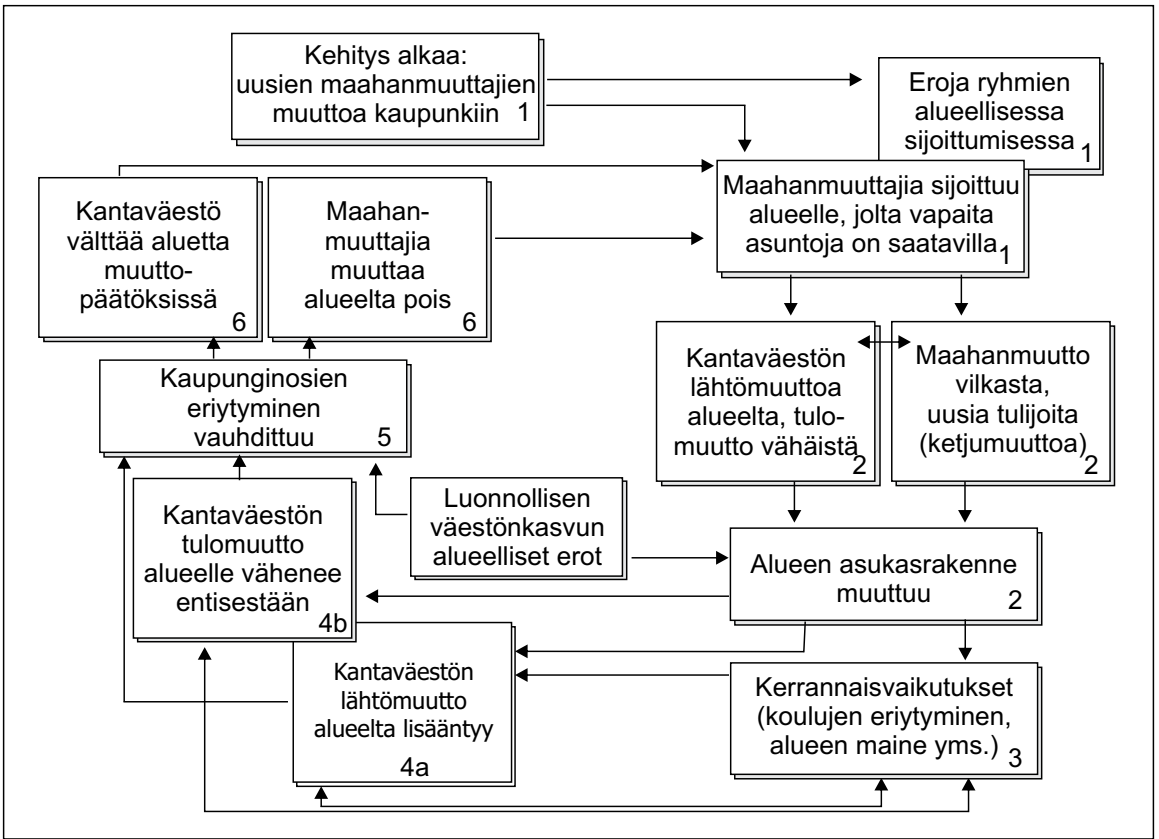 Kehitys alkaa:
uusien maahanmuuttajien
muuttoa kaupunkiin 1
Eroja ryhmien
alueellisessa
sijoittumisessa 1
Maahanmuuttajia sijoittuu
alueelle, jolta vapaita
asuntoja on saatavilla 1
Kantaväestö
välttää aluetta
muutto-
päätöksissä
6
Maahan-
muuttajia
muuttaa
alueelta pois
6
Kantaväestön
lähtömuuttoa
alueelta, tulo-
muutto vähäistä
2
Maahanmuutto
vilkasta,
uusia tulijoita
(ketjumuuttoa)
2
Kaupunginosien
eriytyminen
vauhdittuu 5
Kantaväestön
tulomuutto
alueelle vähenee
entisestään
4b
Luonnollisen
väestönkasvun
alueelliset erot
Alueen asukasrakenne
muuttuu 2
Kantaväestön
lähtömuutto
alueelta lisääntyy
4a
Kerrannaisvaikutukset
(koulujen eriytyminen,
alueen maine yms.) 3